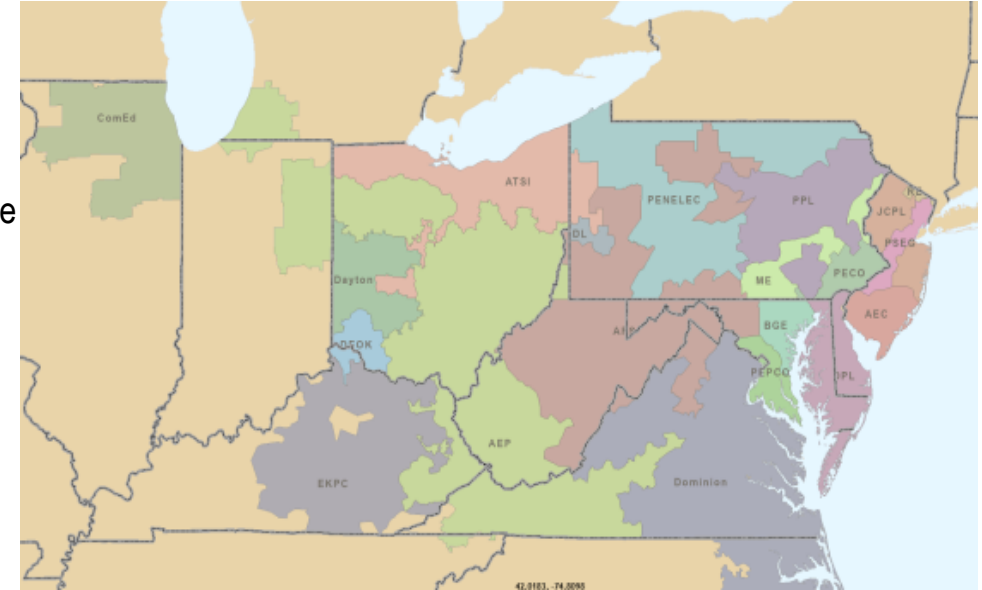 ComEd
ATSI
PENELEC
PPL
RE
e
JCPL
DL
PSEG
PECO
Dayton
ME
AEC
BGE
PEPCO
AEP
EKPC
Dominion
42.0183, -74.8098